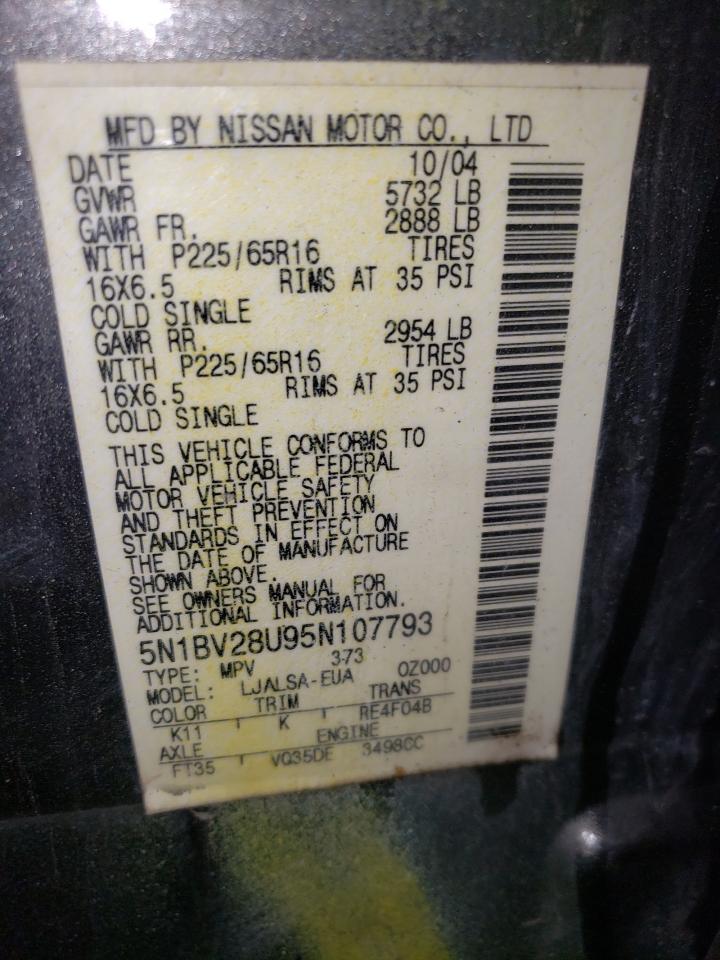 MFD BY NISSAN MOTOR CO., LTD
DATE 10/04
GVWR 5732 LB
GAWR FR. 2888 LB
WITH P225/65R16 TIRES
16X6.5 RIMS AT 35 PSI
COLD SINGLE
GAWR RR. 2954 LB
WITH P225/65R16 TIRES
16X6.5 RIMS AT 35 PSI
COLD SINGLE
THIS VEHICLE CONFORMS TO
ALL APPLICABLE FEDERAL
MOTOR VEHICLE SAFETY
AND THEFT PREVENTION
STANDARDS IN EFFECT ON
THE DATE OF MANUFACTURE
SHOWN ABOVE.
SEE OWNERS MANUAL FOR
ADDITIONAL INFORMATION.
5N1BV28U95N107793
TYPE: MPV 373
MODEL: LJALSA-EUA 0Z000
COLOR TRIM TRANS
K11 K RE4F04B
AXLE ENGINE
FT35 VQ35DE 3498CC